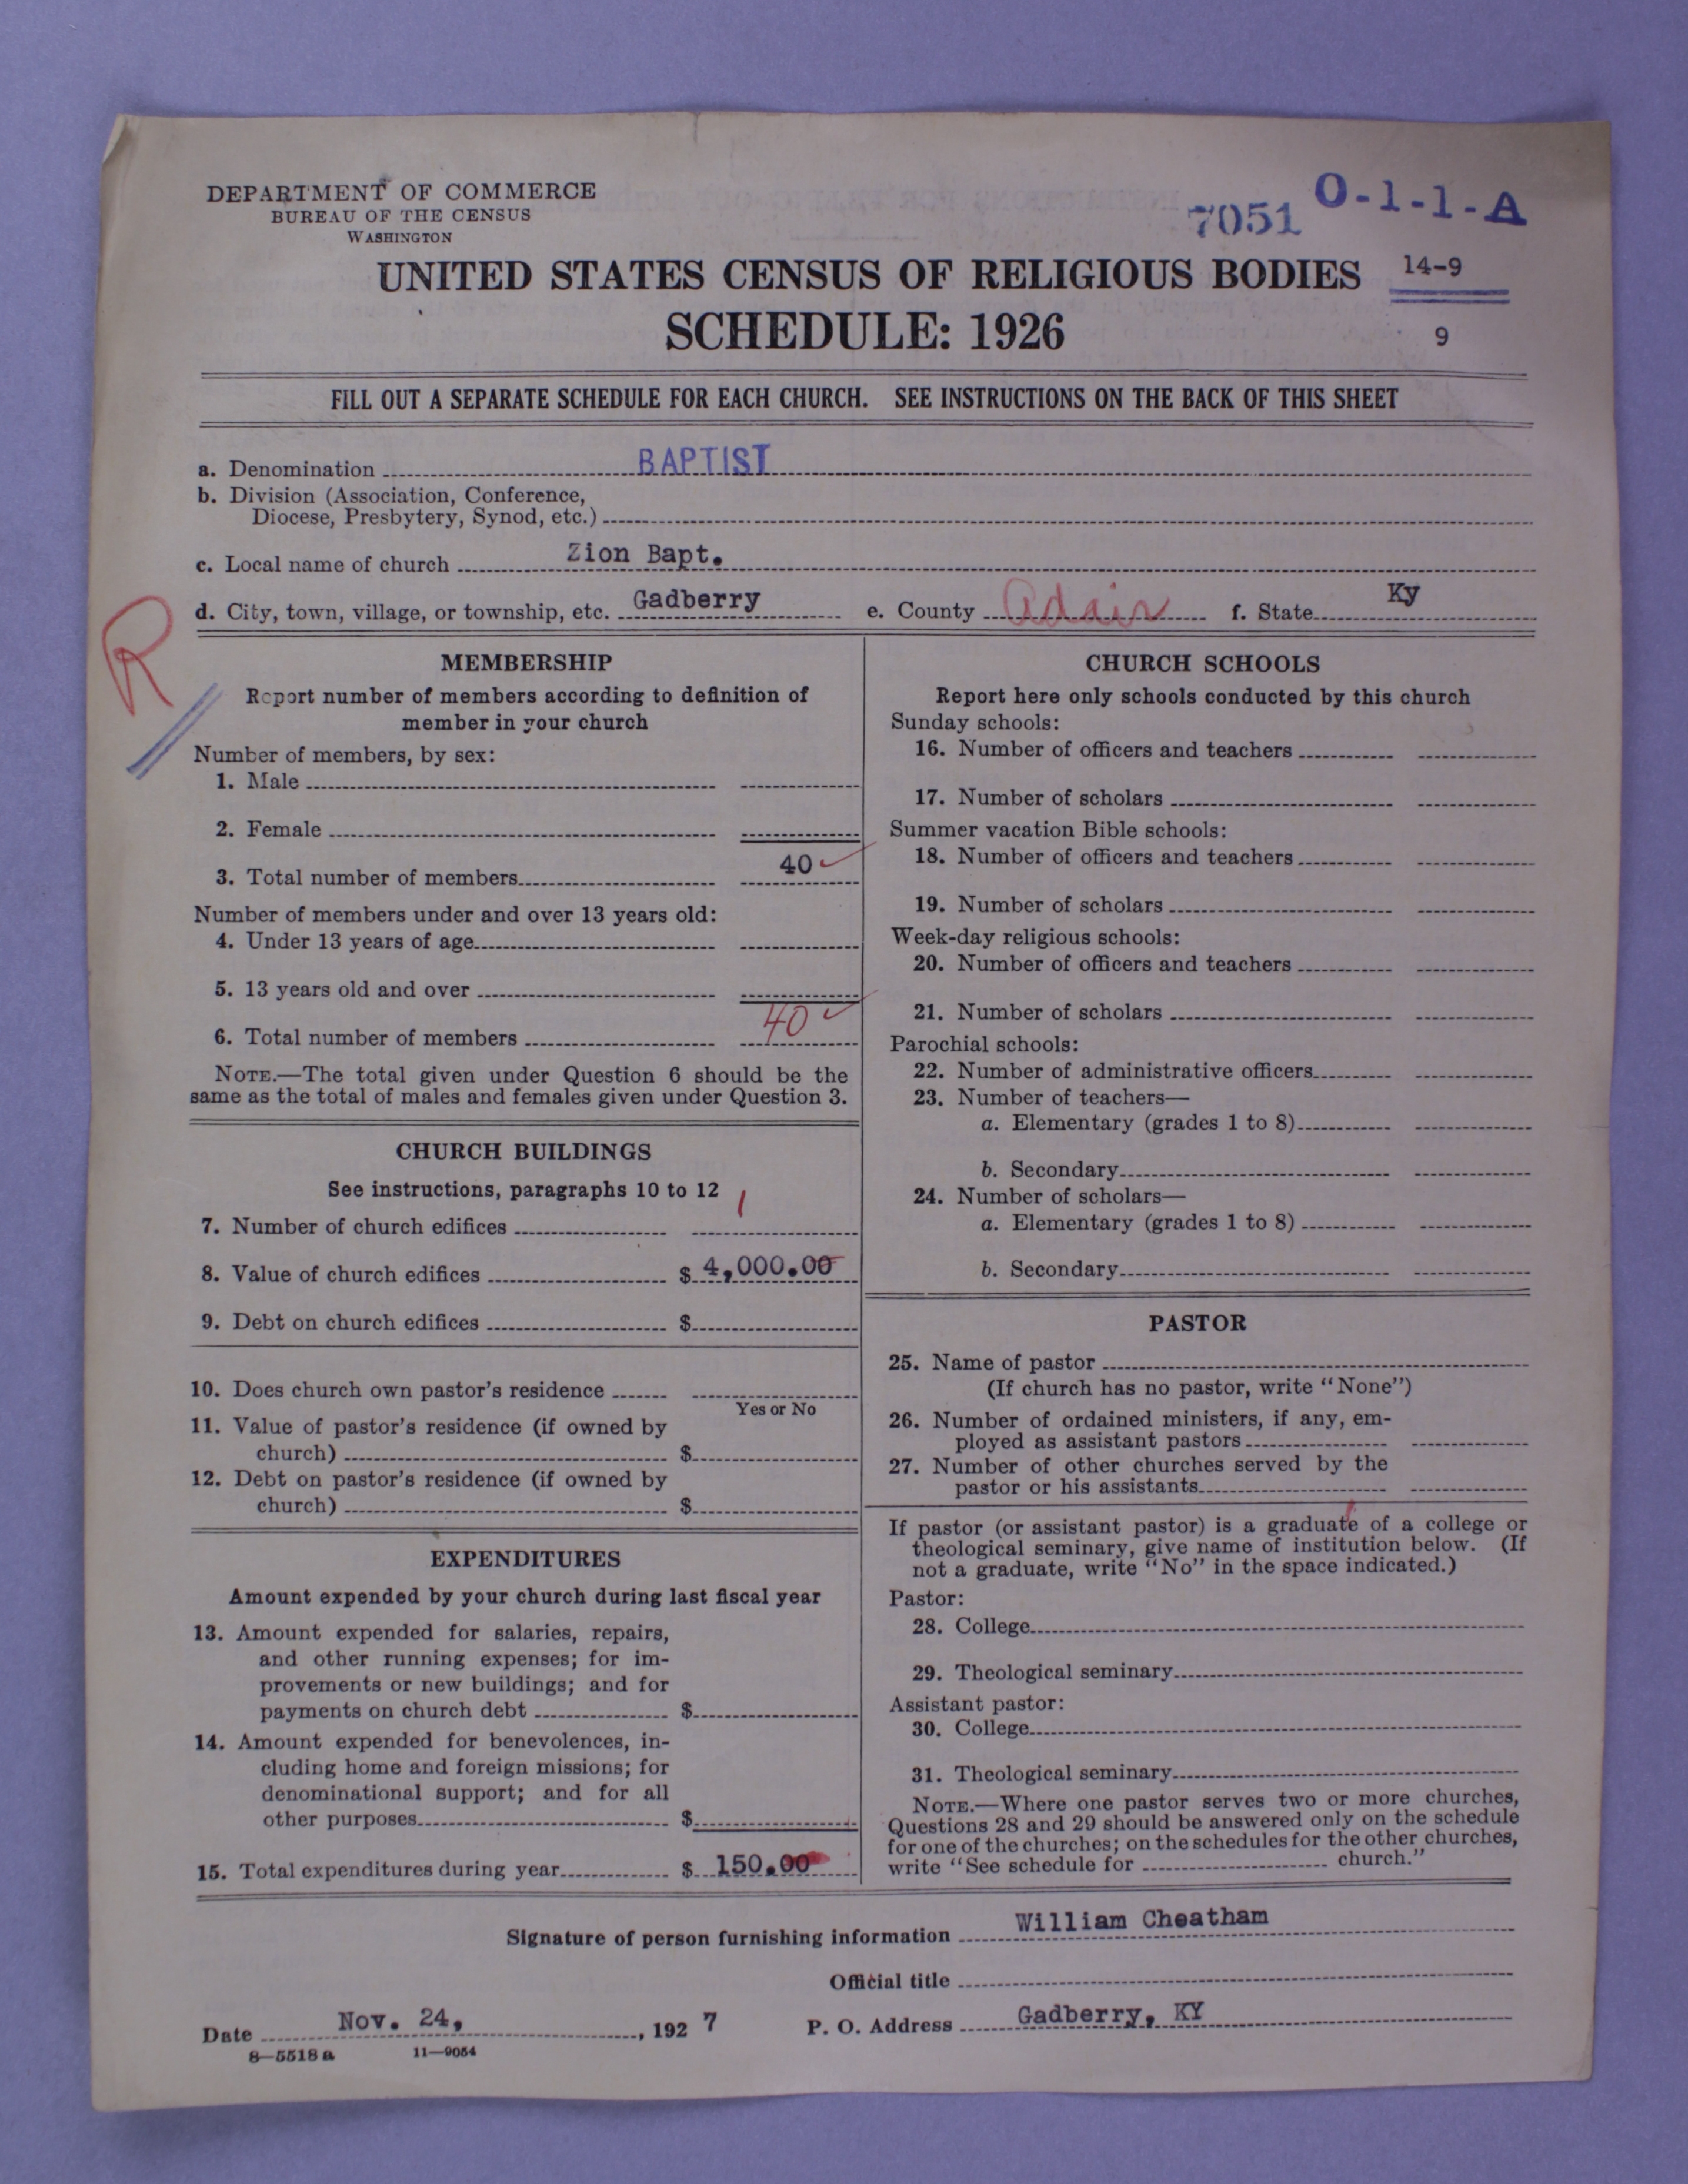 DEPARTMENT OF COMMERCE
BUREAU OF THE CENSUS
WASHINGTON
7051 0-1-1-A
UNITED STATES CENSUS OF RELIGIOUS BODIES 14-9
SCHEDULE: 1926 9
FILL OUT A SEPARATE SCHEDULE FOR EACH CHURCH. SEE INSTRUCTIONS ON THE BACK OF THIS SHEET
a. Denomination BAPTIST
b. Division (Association, Conference,
Diocese, Presbytery, Synod, etc.)
c. Local name of church Zion Bapt.
d. City, town, village, or township, etc. Gadberry e. County Adair f. State Ky
R
MEMBERSHIP
Report number of members according to definition of
member in your church
Number of members, by sex:
1. Male
2. Female
3. Total number of members 40
Number of members under and over 13 years old:
4. Under 13 years of age
5. 13 years old and over
6. Total number of members 40
NOTE.—The total given under Question 6 should be the
same as the total of males and females given under Question 3.
CHURCH BUILDINGS
See instructions, paragraphs 10 to 12
7. Number of church edifices 1
8. Value of church edifices $ 4,000.00
9. Debt on church edifices $
10. Does church own pastor's residence
Yes or No
11. Value of pastor's residence (if owned by
church) $
12. Debt on pastor's residence (if owned by
church) $
EXPENDITURES
Amount expended by your church during last fiscal year
13. Amount expended for salaries, repairs,
and other running expenses; for im-
provements or new buildings; and for
payments on church debt $
14. Amount expended for benevolences, in-
cluding home and foreign missions; for
denominational support; and for all
other purposes $
15. Total expenditures during year $ 150.00
CHURCH SCHOOLS
Report here only schools conducted by this church
Sunday schools:
16. Number of officers and teachers
17. Number of scholars
Summer vacation Bible schools:
18. Number of officers and teachers
19. Number of scholars
Week-day religious schools:
20. Number of officers and teachers
21. Number of scholars
Parochial schools:
22. Number of administrative officers
23. Number of teachers—
a. Elementary (grades 1 to 8)
b. Secondary
24. Number of scholars—
a. Elementary (grades 1 to 8)
b. Secondary
PASTOR
25. Name of pastor
(If church has no pastor, write "None")
26. Number of ordained ministers, if any, em-
ployed as assistant pastors
27. Number of other churches served by the
pastor or his assistants
If pastor (or assistant pastor) is a graduate of a college or
theological seminary, give name of institution below. (If
not a graduate, write "No" in the space indicated.)
Pastor:
28. College
29. Theological seminary
Assistant pastor:
30. College
31. Theological seminary
NOTE.—Where one pastor serves two or more churches,
Questions 28 and 29 should be answered only on the schedule
for one of the churches; on the schedules for the other churches,
write "See schedule for church."
Signature of person furnishing information William Cheatham
Official title
Date Nov. 24, , 192 7 P. O. Address Gadberry, KY
8—5518 a 11—9054